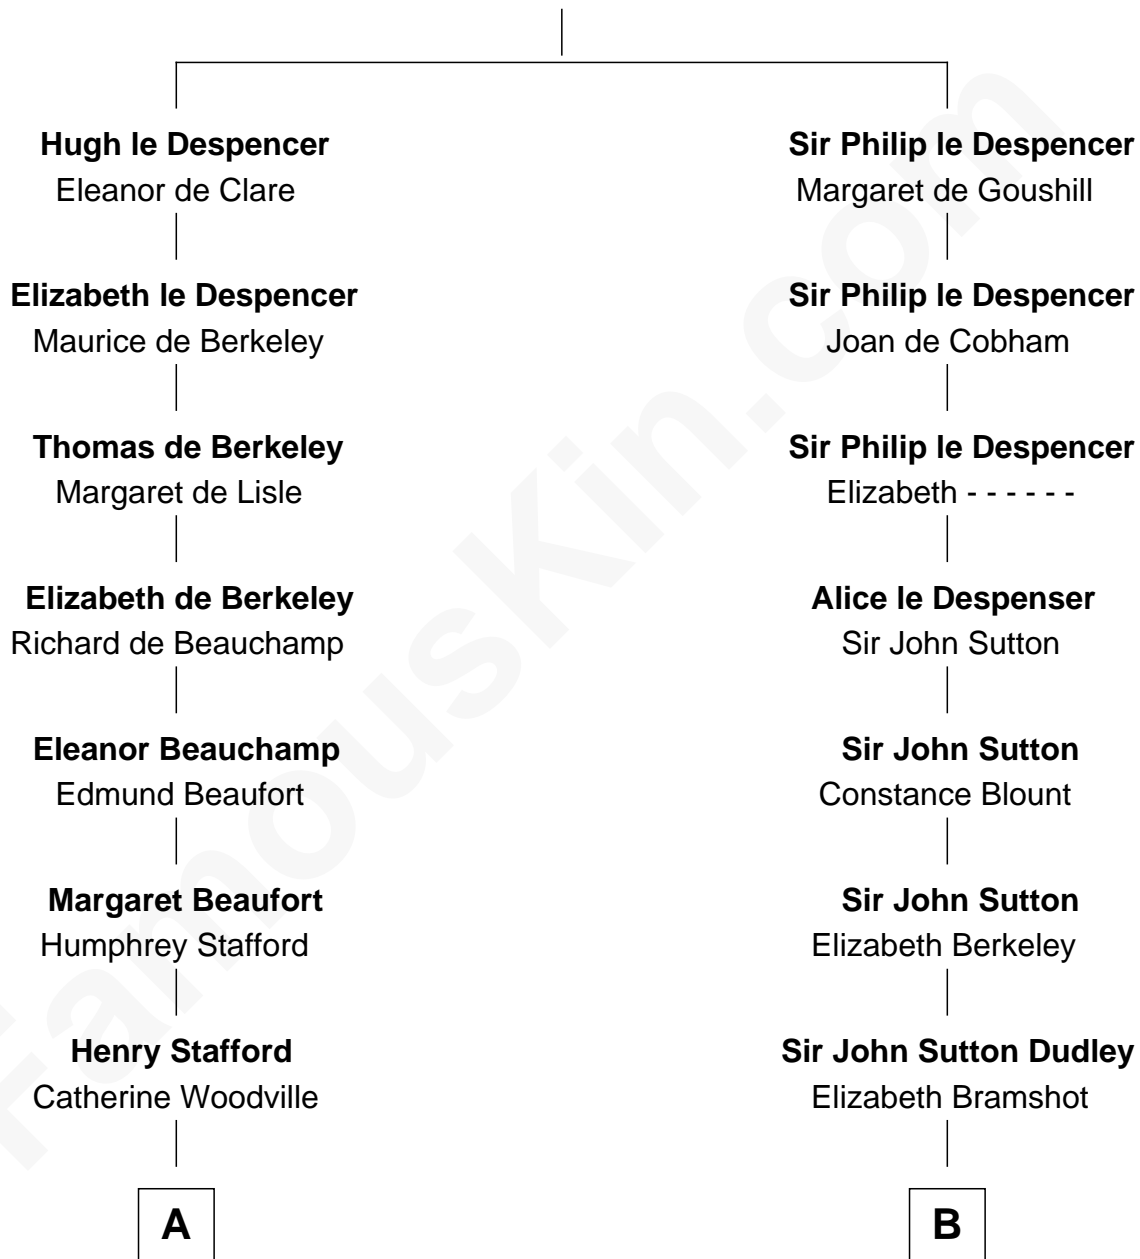 Hugh le Despencer
Eleanor de Clare
Elizabeth le Despencer
Maurice de Berkeley
Thomas de Berkeley
Margaret de Lisle
Elizabeth de Berkeley
Richard de Beauchamp
Eleanor Beauchamp
Edmund Beaufort
Margaret Beaufort
Humphrey Stafford
Henry Stafford
Catherine Woodville
A
Sir Philip le Despencer
Margaret de Goushill
Sir Philip le Despencer
Joan de Cobham
Sir Philip le Despencer
Elizabeth - - - - - -
Alice le Despenser
Sir John Sutton
Sir John Sutton
Constance Blount
Sir John Sutton
Elizabeth Berkeley
Sir John Sutton Dudley
Elizabeth Bramshot
B
FamousKin.com